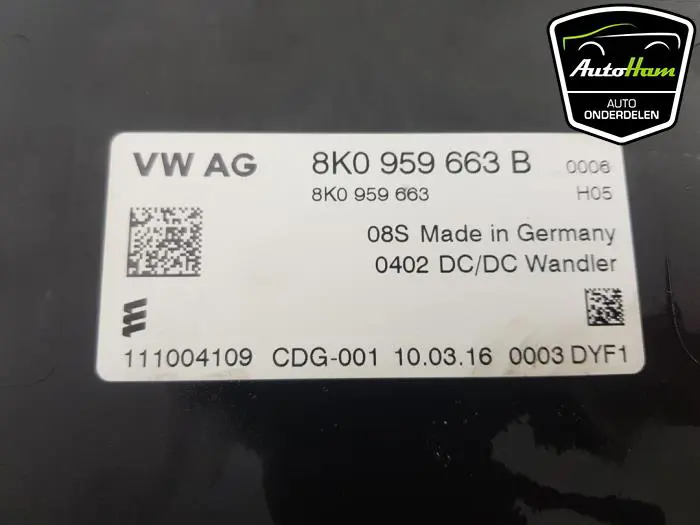 AutoHam
AUTO
ONDERDELEN
VW AG 8K0 959 663 B 0006
8K0 959 663 H05
08S Made in Germany
0402 DC/DC Wandler
111004109 CDG-001 10.03.16 0003 DYF1